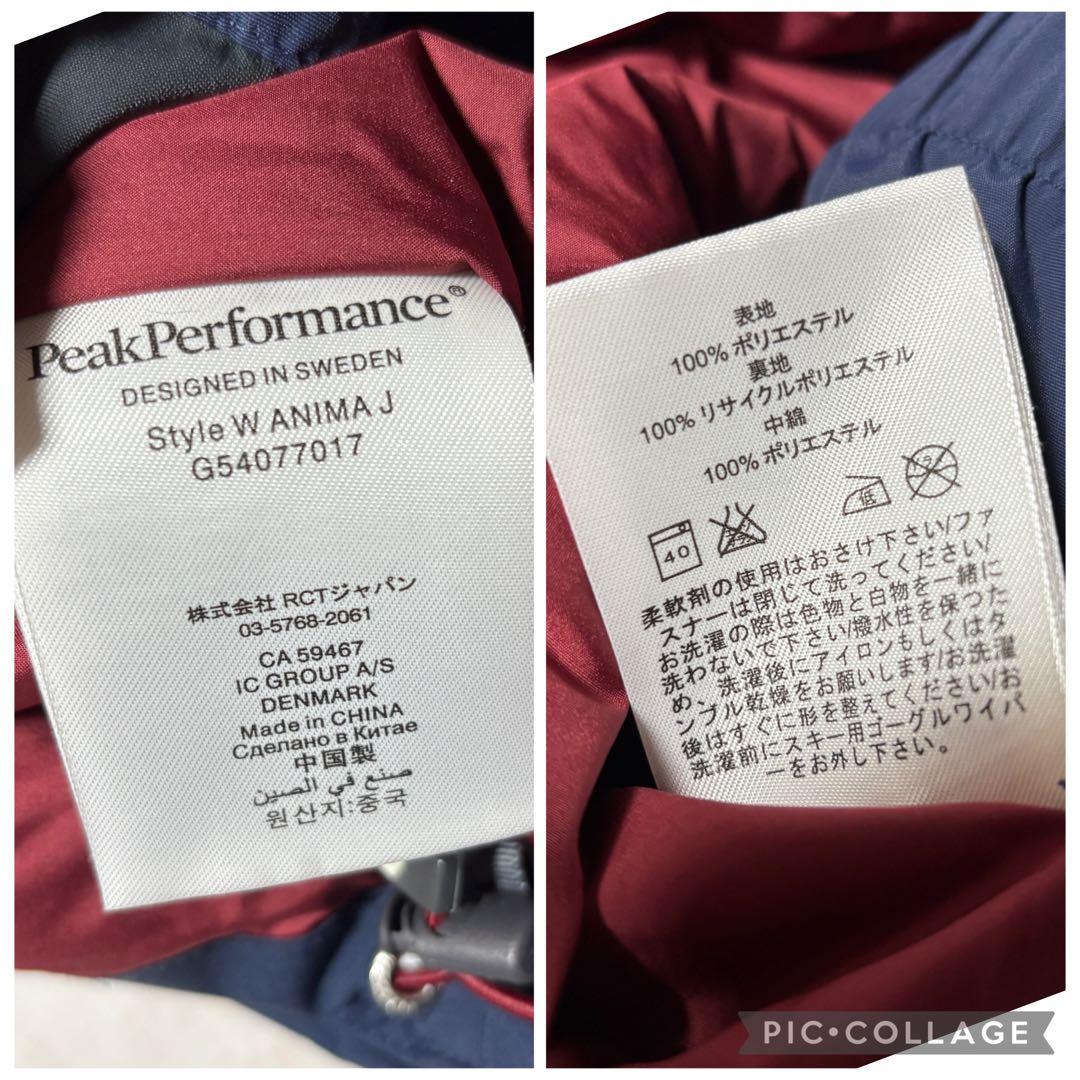 PeakPerformance®
DESIGNED IN SWEDEN
Style W ANIMA J
G54077017
株式会社 RCTジャパン
03-5768-2061
CA 59467
IC GROUP A/S
DENMARK
Made in CHINA
Сделано в Китае
中国製
صنع في الصين
원산지:중국
表地
100% ポリエステル
裏地
100% リサイクルポリエステル
中綿
100% ポリエステル
40
低
柔軟剤の使用はおさけ下さい/ファ
スナーは閉じて洗ってください/
お洗濯の際は色物と白物を一緒に
洗わないで下さい/撥水性を保つた
め、洗濯後にアイロンもしくはタ
ンブル乾燥をお願いします/お洗濯
後はすぐに形を整えてください/お
洗濯前にスキー用ゴーグルワイパ
ーをお外し下さい。
PIC•COLLAGE